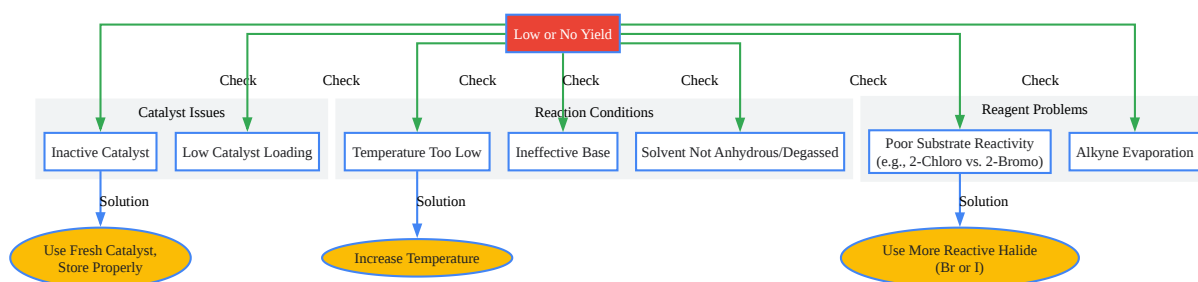 Low or No Yield
Check
Check
Check
Check
Check
Check
Check
Catalyst Issues
Reaction Conditions
Reagent Problems
Inactive Catalyst
Low Catalyst Loading
Temperature Too Low
Ineffective Base
Solvent Not Anhydrous/Degassed
Poor Substrate Reactivity
(e.g., 2-Chloro vs. 2-Bromo)
Alkyne Evaporation
Solution
Solution
Solution
Use Fresh Catalyst,
Store Properly
Increase Temperature
Use More Reactive Halide
(Br or I)